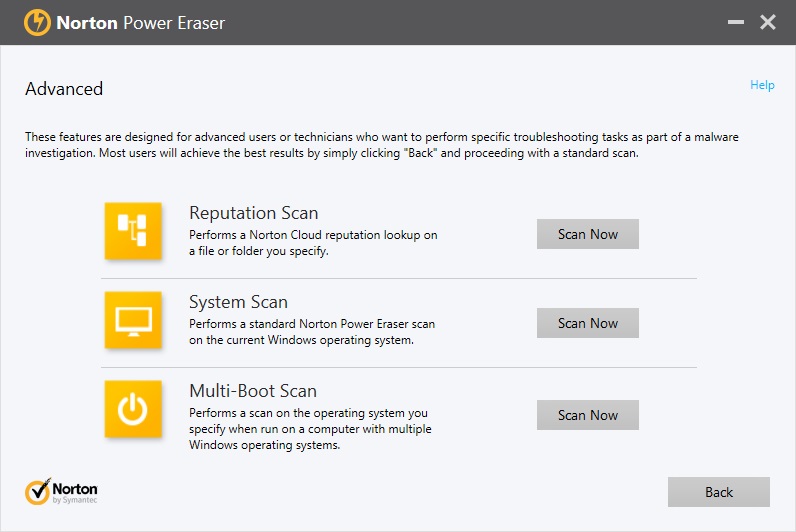 Norton Power Eraser
Advanced
Help
These features are designed for advanced users or technicians who want to perform specific troubleshooting tasks as part of a malware
investigation. Most users will achieve the best results by simply clicking "Back" and proceeding with a standard scan.
Reputation Scan
Performs a Norton Cloud reputation lookup on
a file or folder you specify.
Scan Now
System Scan
Performs a standard Norton Power Eraser scan
on the current Windows operating system.
Scan Now
Multi-Boot Scan
Performs a scan on the operating system you
specify when run on a computer with multiple
Windows operating systems.
Scan Now
Norton
by Symantec
Back